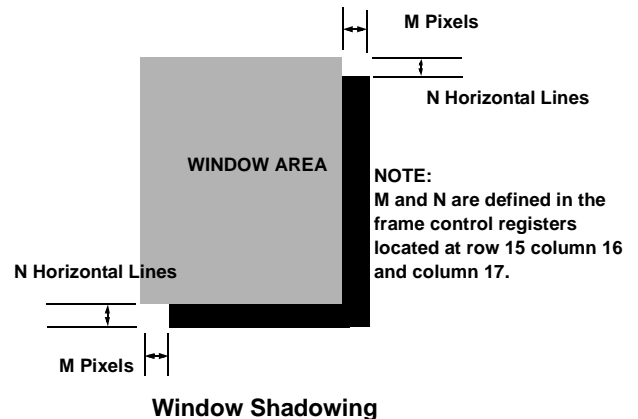 M Pixels
N Horizontal Lines
WINDOW AREA
NOTE:
M and N are defined in the
frame control registers
located at row 15 column 16
and column 17.
N Horizontal Lines
M Pixels
Window Shadowing